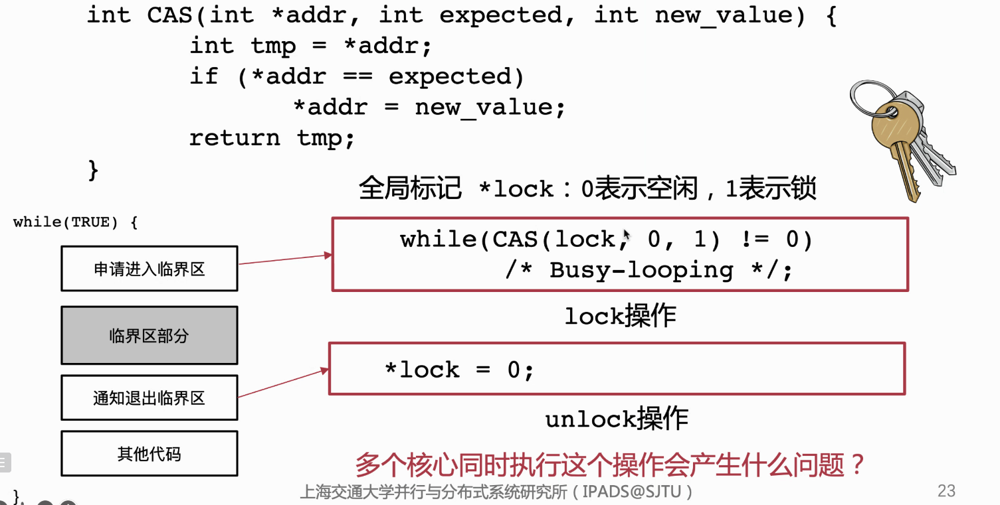 int CAS(int *addr, int expected, int new_value) {
int tmp = *addr;
if (*addr == expected)
*addr = new_value;
return tmp;
}
全局标记 *lock：0表示空闲，1表示锁
while(TRUE) {
申请进入临界区
while(CAS(lock, 0, 1) != 0)
/* Busy-looping */;
lock操作
临界区部分
通知退出临界区
*lock = 0;
unlock操作
其他代码
}
多个核心同时执行这个操作会产生什么问题？
上海交通大学并行与分布式系统研究所（IPADS@SJTU）
23